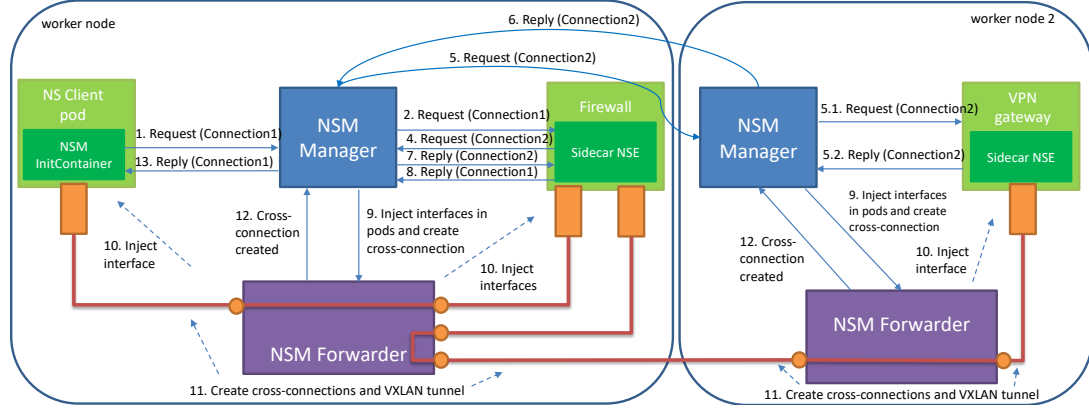 worker node
6. Reply (Connection2)
worker node 2
5. Request (Connection2)
NS Client
pod
NSM
InitContainer
1. Request (Connection1)
13. Reply (Connection1)
NSM
Manager
2. Request (Connection1)
4. Request (Connection2)
7. Reply (Connection2)
8. Reply (Connection1)
Firewall
Sidecar NSE
NSM
Manager
5.1. Request (Connection2)
5.2. Reply (Connection2)
VPN
gateway
Sidecar NSE
10. Inject
interface
12. Cross-
connection
created
9. Inject interfaces in
pods and create
cross-connection
10. Inject
interfaces
12. Cross-
connection
created
9. Inject interfaces
in pods and create
cross-connection
10. Inject
interface
NSM Forwarder
NSM Forwarder
11. Create cross-connections and VXLAN tunnel
11. Create cross-connections and VXLAN tunnel